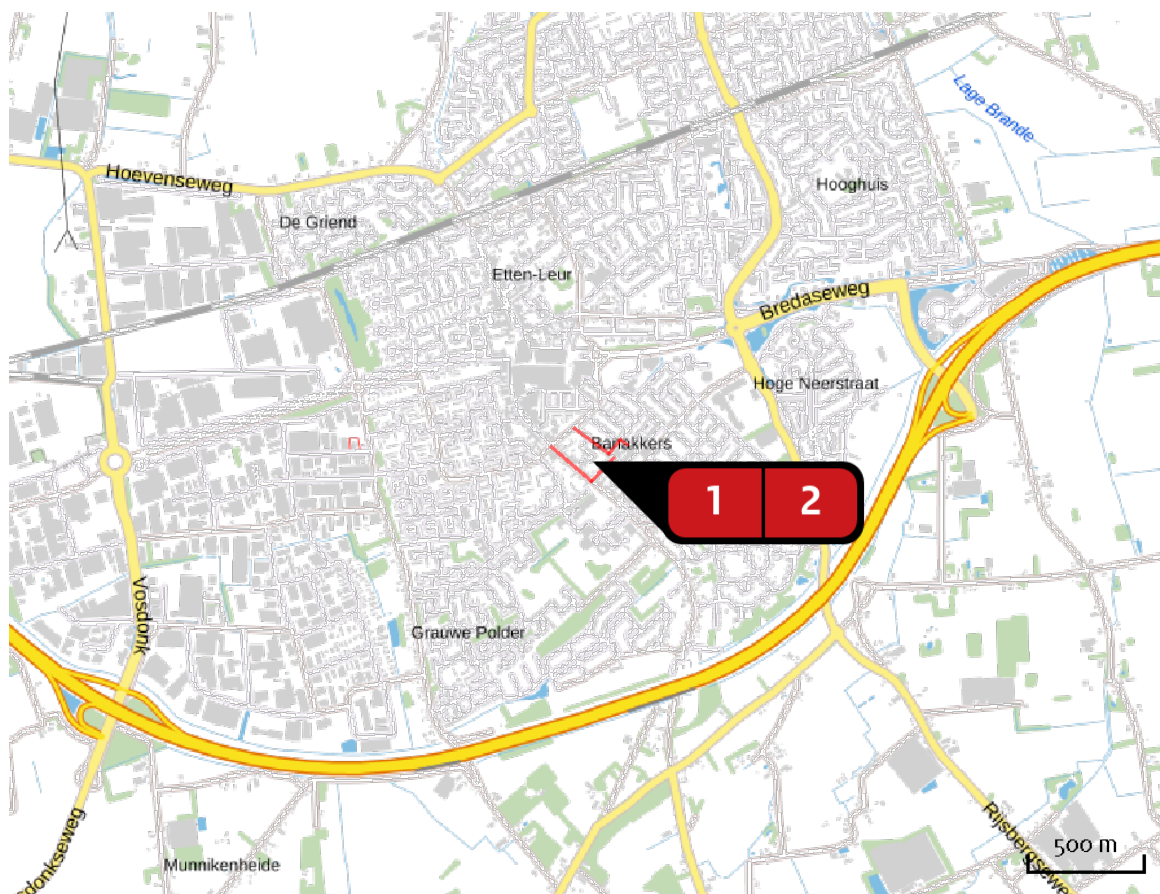 Lage Brande
Hoevenseweg
Hooghuis
De Griend
Etten-Leur
Bredaseweg
Hoge Neerstraat
Banakkers
1 2
Vosdonk
Grauwe Polder
Rijsbergseweg
500 m
sdonkseweg
Munnikenheide